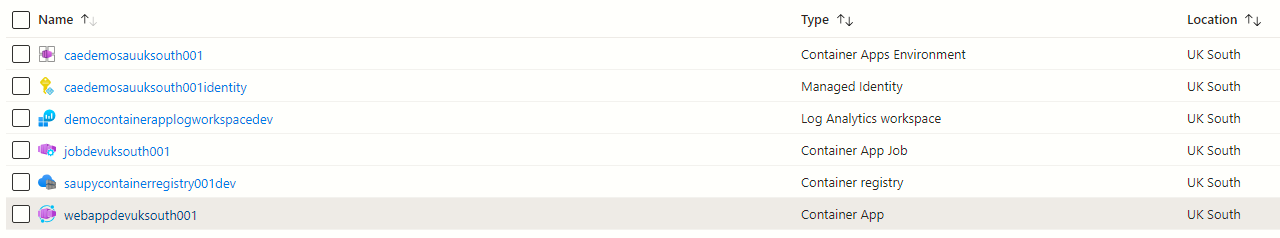 Name ↑↓ Type ↑↓ Location ↑↓
caedemosauuksouth001 Container Apps Environment UK South
caedemosauuksouth001identity Managed Identity UK South
democontainerapplogworkspacedev Log Analytics workspace UK South
jobdevuksouth001 Container App Job UK South
saupycontainerregistry001dev Container registry UK South
webappdevuksouth001 Container App UK South